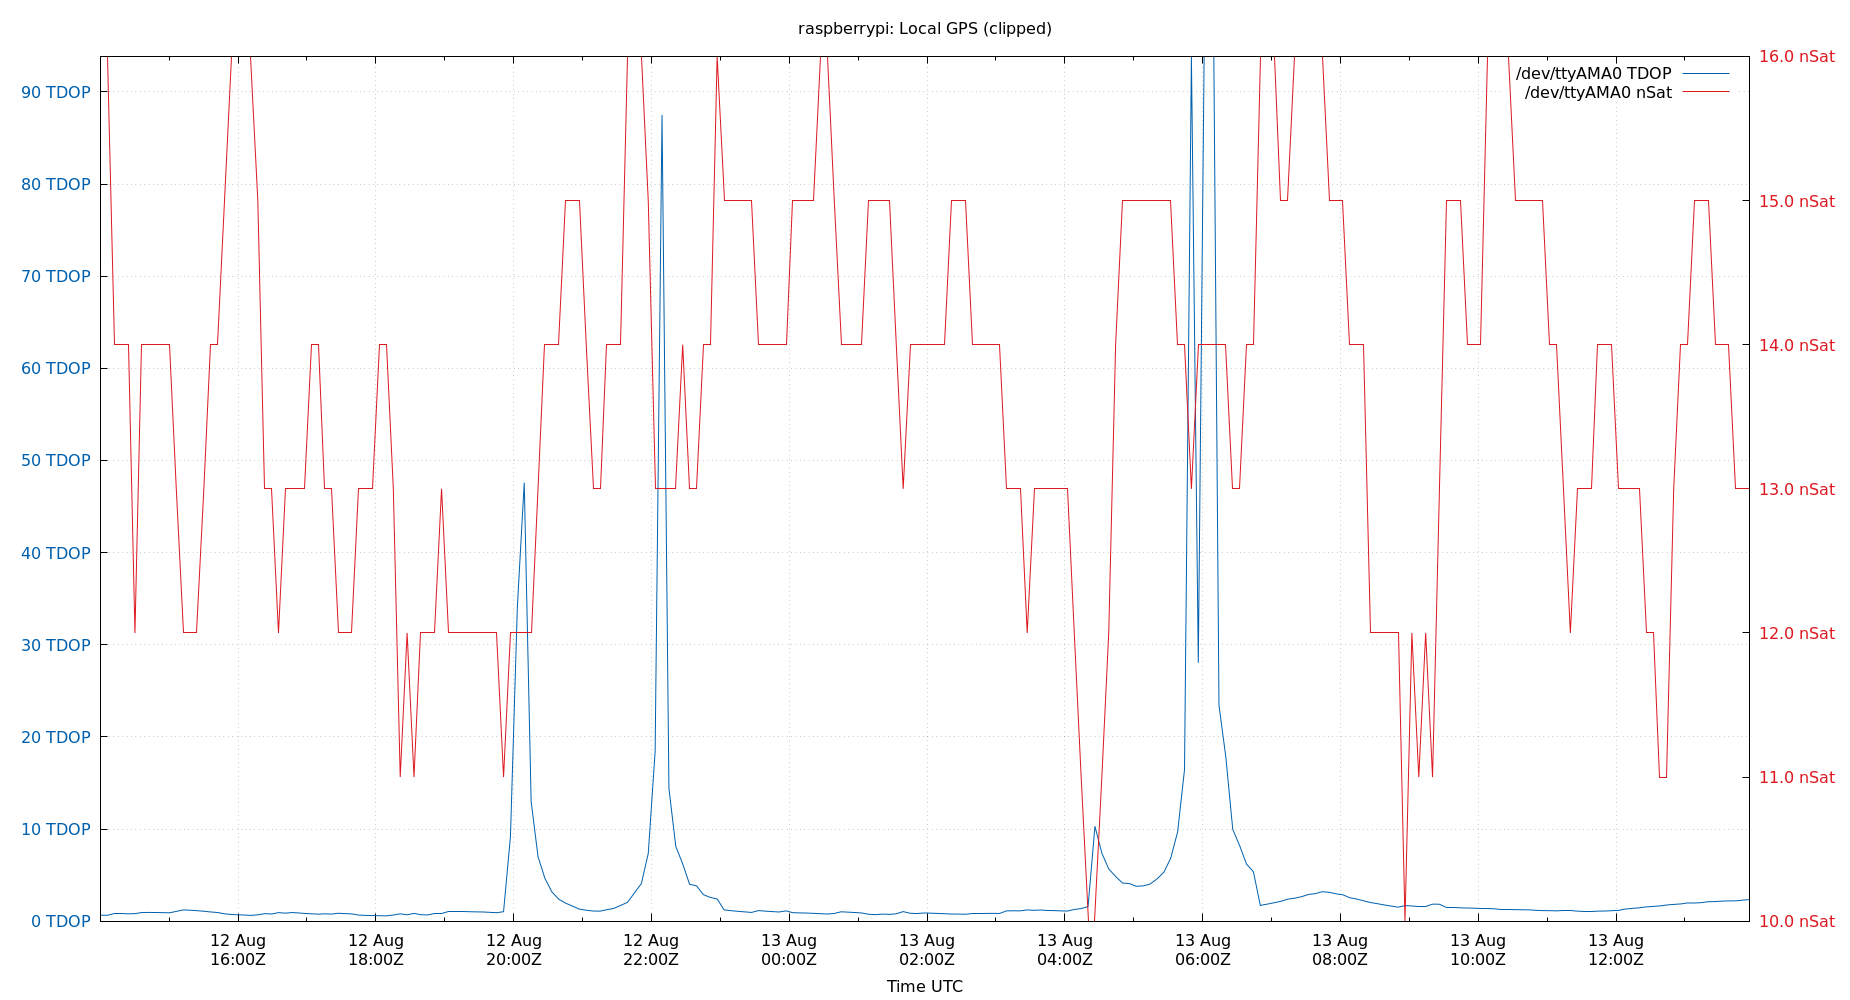 raspberrypi: Local GPS (clipped)
/dev/ttyAMA0 TDOP
/dev/ttyAMA0 nSat
90 TDOP
80 TDOP
70 TDOP
60 TDOP
50 TDOP
40 TDOP
30 TDOP
20 TDOP
10 TDOP
0 TDOP
16.0 nSat
15.0 nSat
14.0 nSat
13.0 nSat
12.0 nSat
11.0 nSat
10.0 nSat
12 Aug
16:00Z
12 Aug
18:00Z
12 Aug
20:00Z
12 Aug
22:00Z
13 Aug
00:00Z
13 Aug
02:00Z
13 Aug
04:00Z
13 Aug
06:00Z
13 Aug
08:00Z
13 Aug
10:00Z
13 Aug
12:00Z
Time UTC